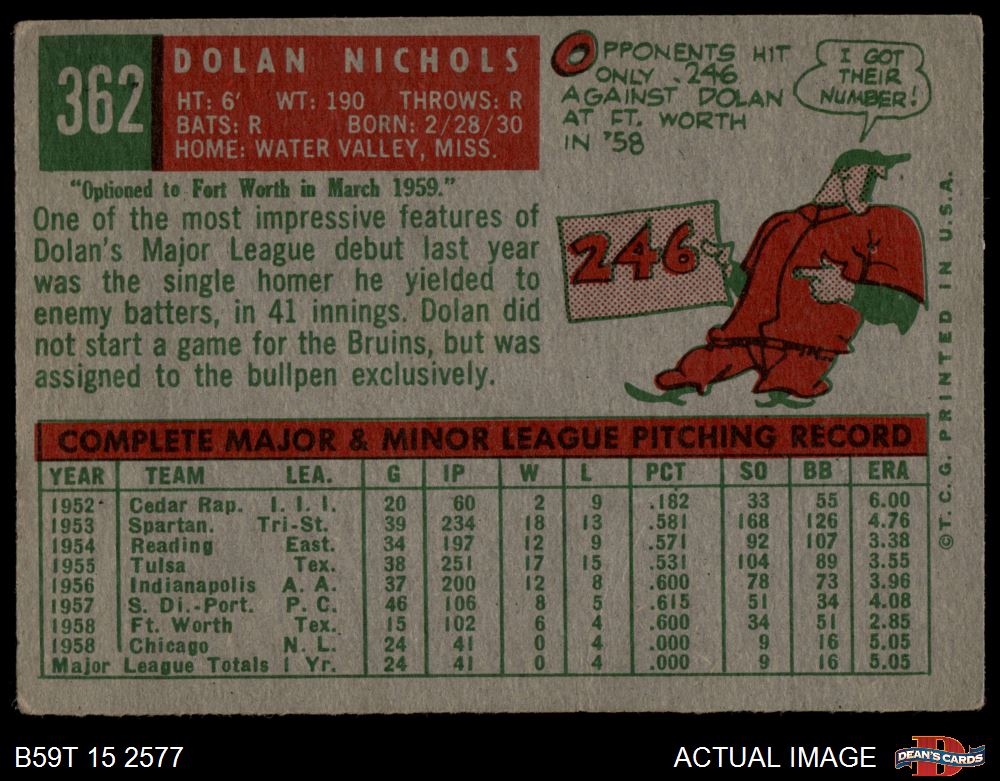 362
DOLAN NICHOLS
HT: 6' WT: 190 THROWS: R
BATS: R BORN: 2/28/30
HOME: WATER VALLEY, MISS.
"Optioned to Fort Worth in March 1959."
One of the most impressive features of
Dolan's Major League debut last year
was the single homer he yielded to
enemy batters, in 41 innings. Dolan did
not start a game for the Bruins, but was
assigned to the bullpen exclusively.
OPPONENTS HIT
ONLY .246
AGAINST DOLAN
AT FT. WORTH
IN '58
I GOT
THEIR
NUMBER!
246
COMPLETE MAJOR & MINOR LEAGUE PITCHING RECORD
YEAR TEAM LEA. G IP W L PCT SO BB ERA
1952 Cedar Rap. I. I. I. 20 60 2 9 .182 33 55 6.00
1953 Spartan. Tri-St. 39 234 18 13 .581 168 126 4.76
1954 Reading East. 34 197 12 9 .571 92 107 3.38
1955 Tulsa Tex. 38 251 17 15 .531 104 89 3.55
1956 Indianapolis A. A. 37 200 12 8 .600 78 73 3.96
1957 S. Di.-Port. P. C. 46 106 8 5 .615 51 34 4.08
1958 Ft. Worth Tex. 15 102 6 4 .600 34 51 2.85
1958 Chicago N. L. 24 41 0 4 .000 9 16 5.05
Major League Totals 1 Yr. 24 41 0 4 .000 9 16 5.05
©T. C. G. PRINTED IN U.S.A.
B59T 15 2577
ACTUAL IMAGE
D
DEAN'S CARDS